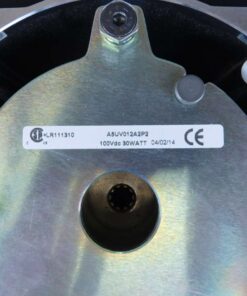 LR111310 A5UV012A2P2
100Vdc 30WATT 04/02/14 CE